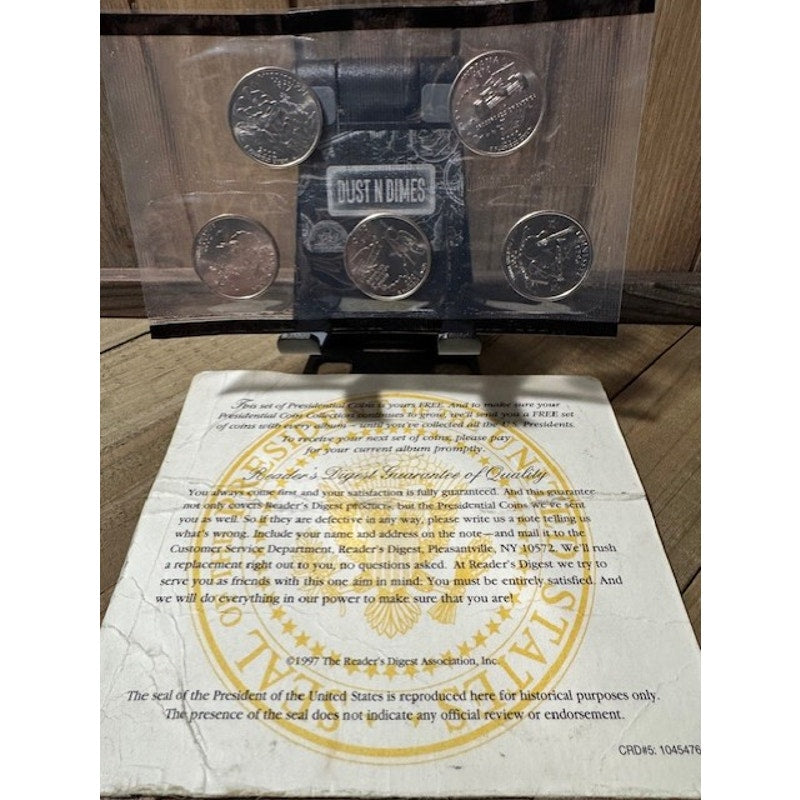 DUST N DIMES
This set of Presidential Coins is yours FREE. And to make sure your
Presidential Coin Collection continues to grow, we'll send you a FREE set
of coins with every album – until you've collected all the U.S. Presidents.
To receive your next set of coins, please pay
for your current album promptly.
Reader's Digest Guarantee of Quality
You always come first and your satisfaction is fully guaranteed. And this guarantee
not only covers Reader's Digest products, but the Presidential Coins we've sent
you as well. So if they are defective in any way, please write us a note telling us
what's wrong. Include your name and address on the note—and mail it to the
Customer Service Department, Reader's Digest, Pleasantville, NY 10572. We'll rush
a replacement right out to you, no questions asked. At Reader's Digest we try to
serve you as friends with this one aim in mind: You must be entirely satisfied. And
we will do everything in our power to make sure that you are!
©1997 The Reader's Digest Association, Inc.
The seal of the President of the United States is reproduced here for historical purposes only.
The presence of the seal does not indicate any official review or endorsement.
CRD#5: 1045476
SEAL OF PRESIDENT UNITED STATES